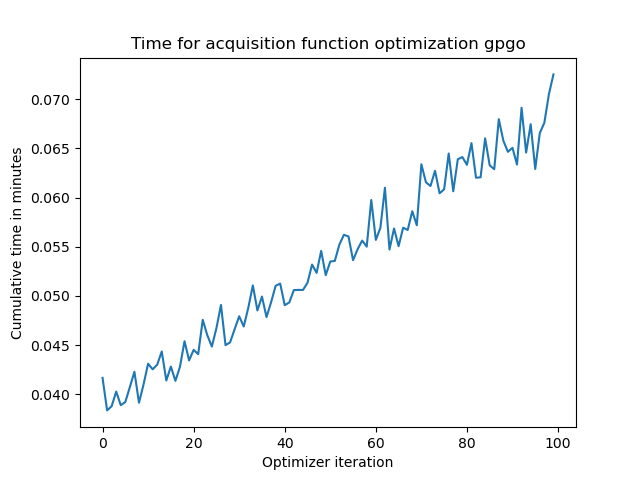 Time for acquisition function optimization gpgo
0.070
0.065
0.060
0.055
0.050
0.045
0.040
Cumulative time in minutes
0 20 40 60 80 100
Optimizer iteration